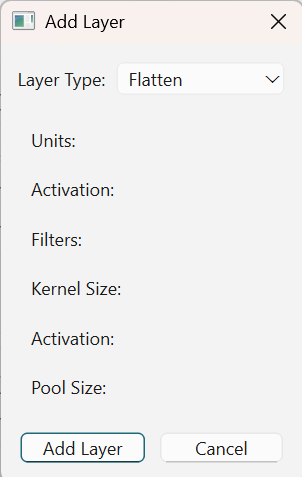 Add Layer
Layer Type: Flatten
Units:
Activation:
Filters:
Kernel Size:
Activation:
Pool Size:
Add Layer Cancel